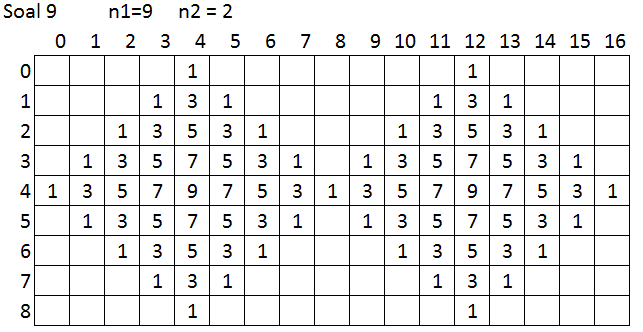 Soal 9 n1=9 n2 = 2
0 1 2 3 4 5 6 7 8 9 10 11 12 13 14 15 16
0 1 1
1 1 3 1 1 3 1
2 1 3 5 3 1 1 3 5 3 1
3 1 3 5 7 5 3 1 1 3 5 7 5 3 1
4 1 3 5 7 9 7 5 3 1 3 5 7 9 7 5 3 1
5 1 3 5 7 5 3 1 1 3 5 7 5 3 1
6 1 3 5 3 1 1 3 5 3 1
7 1 3 1 1 3 1
8 1 1